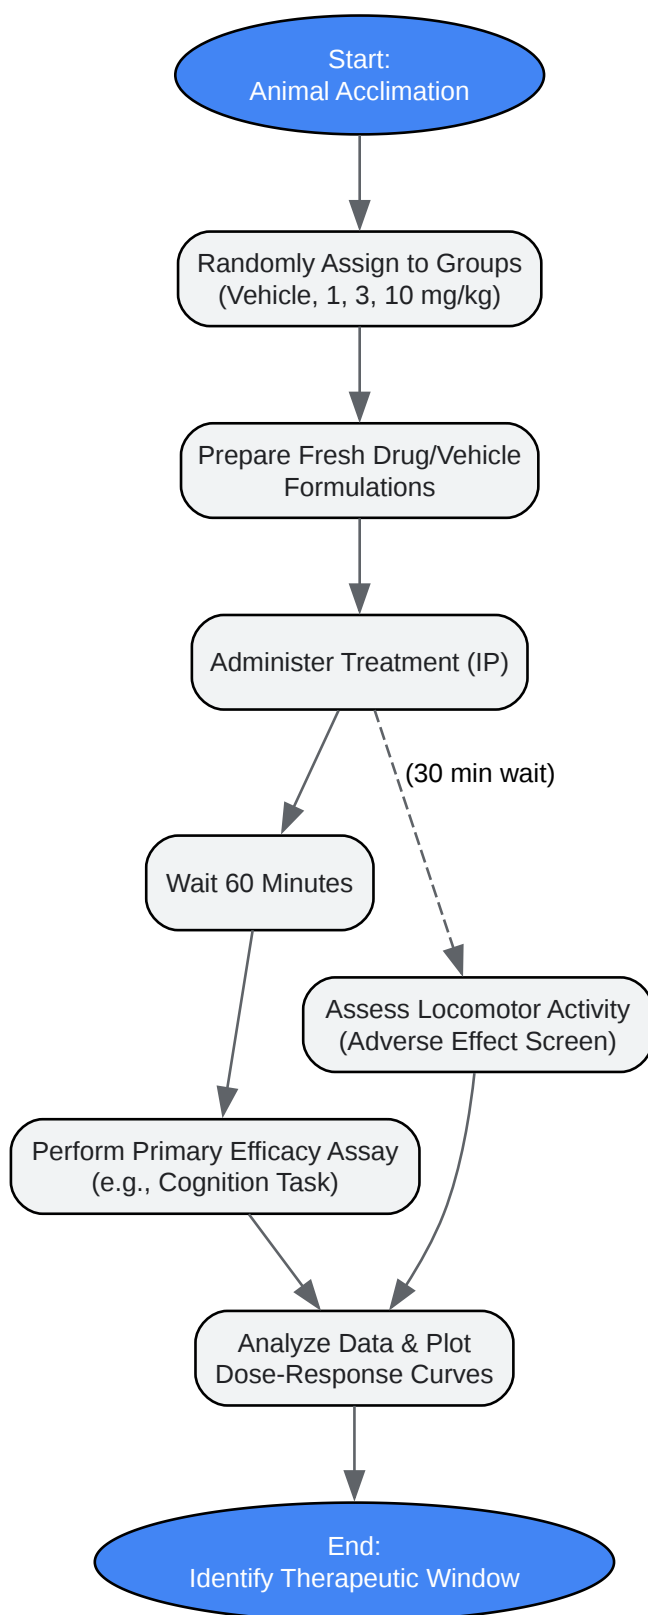 Start:
Animal Acclimation
Randomly Assign to Groups
(Vehicle, 1, 3, 10 mg/kg)
Prepare Fresh Drug/Vehicle
Formulations
Administer Treatment (IP)
(30 min wait)
Wait 60 Minutes
Assess Locomotor Activity
(Adverse Effect Screen)
Perform Primary Efficacy Assay
(e.g., Cognition Task)
Analyze Data & Plot
Dose-Response Curves
End:
Identify Therapeutic Window